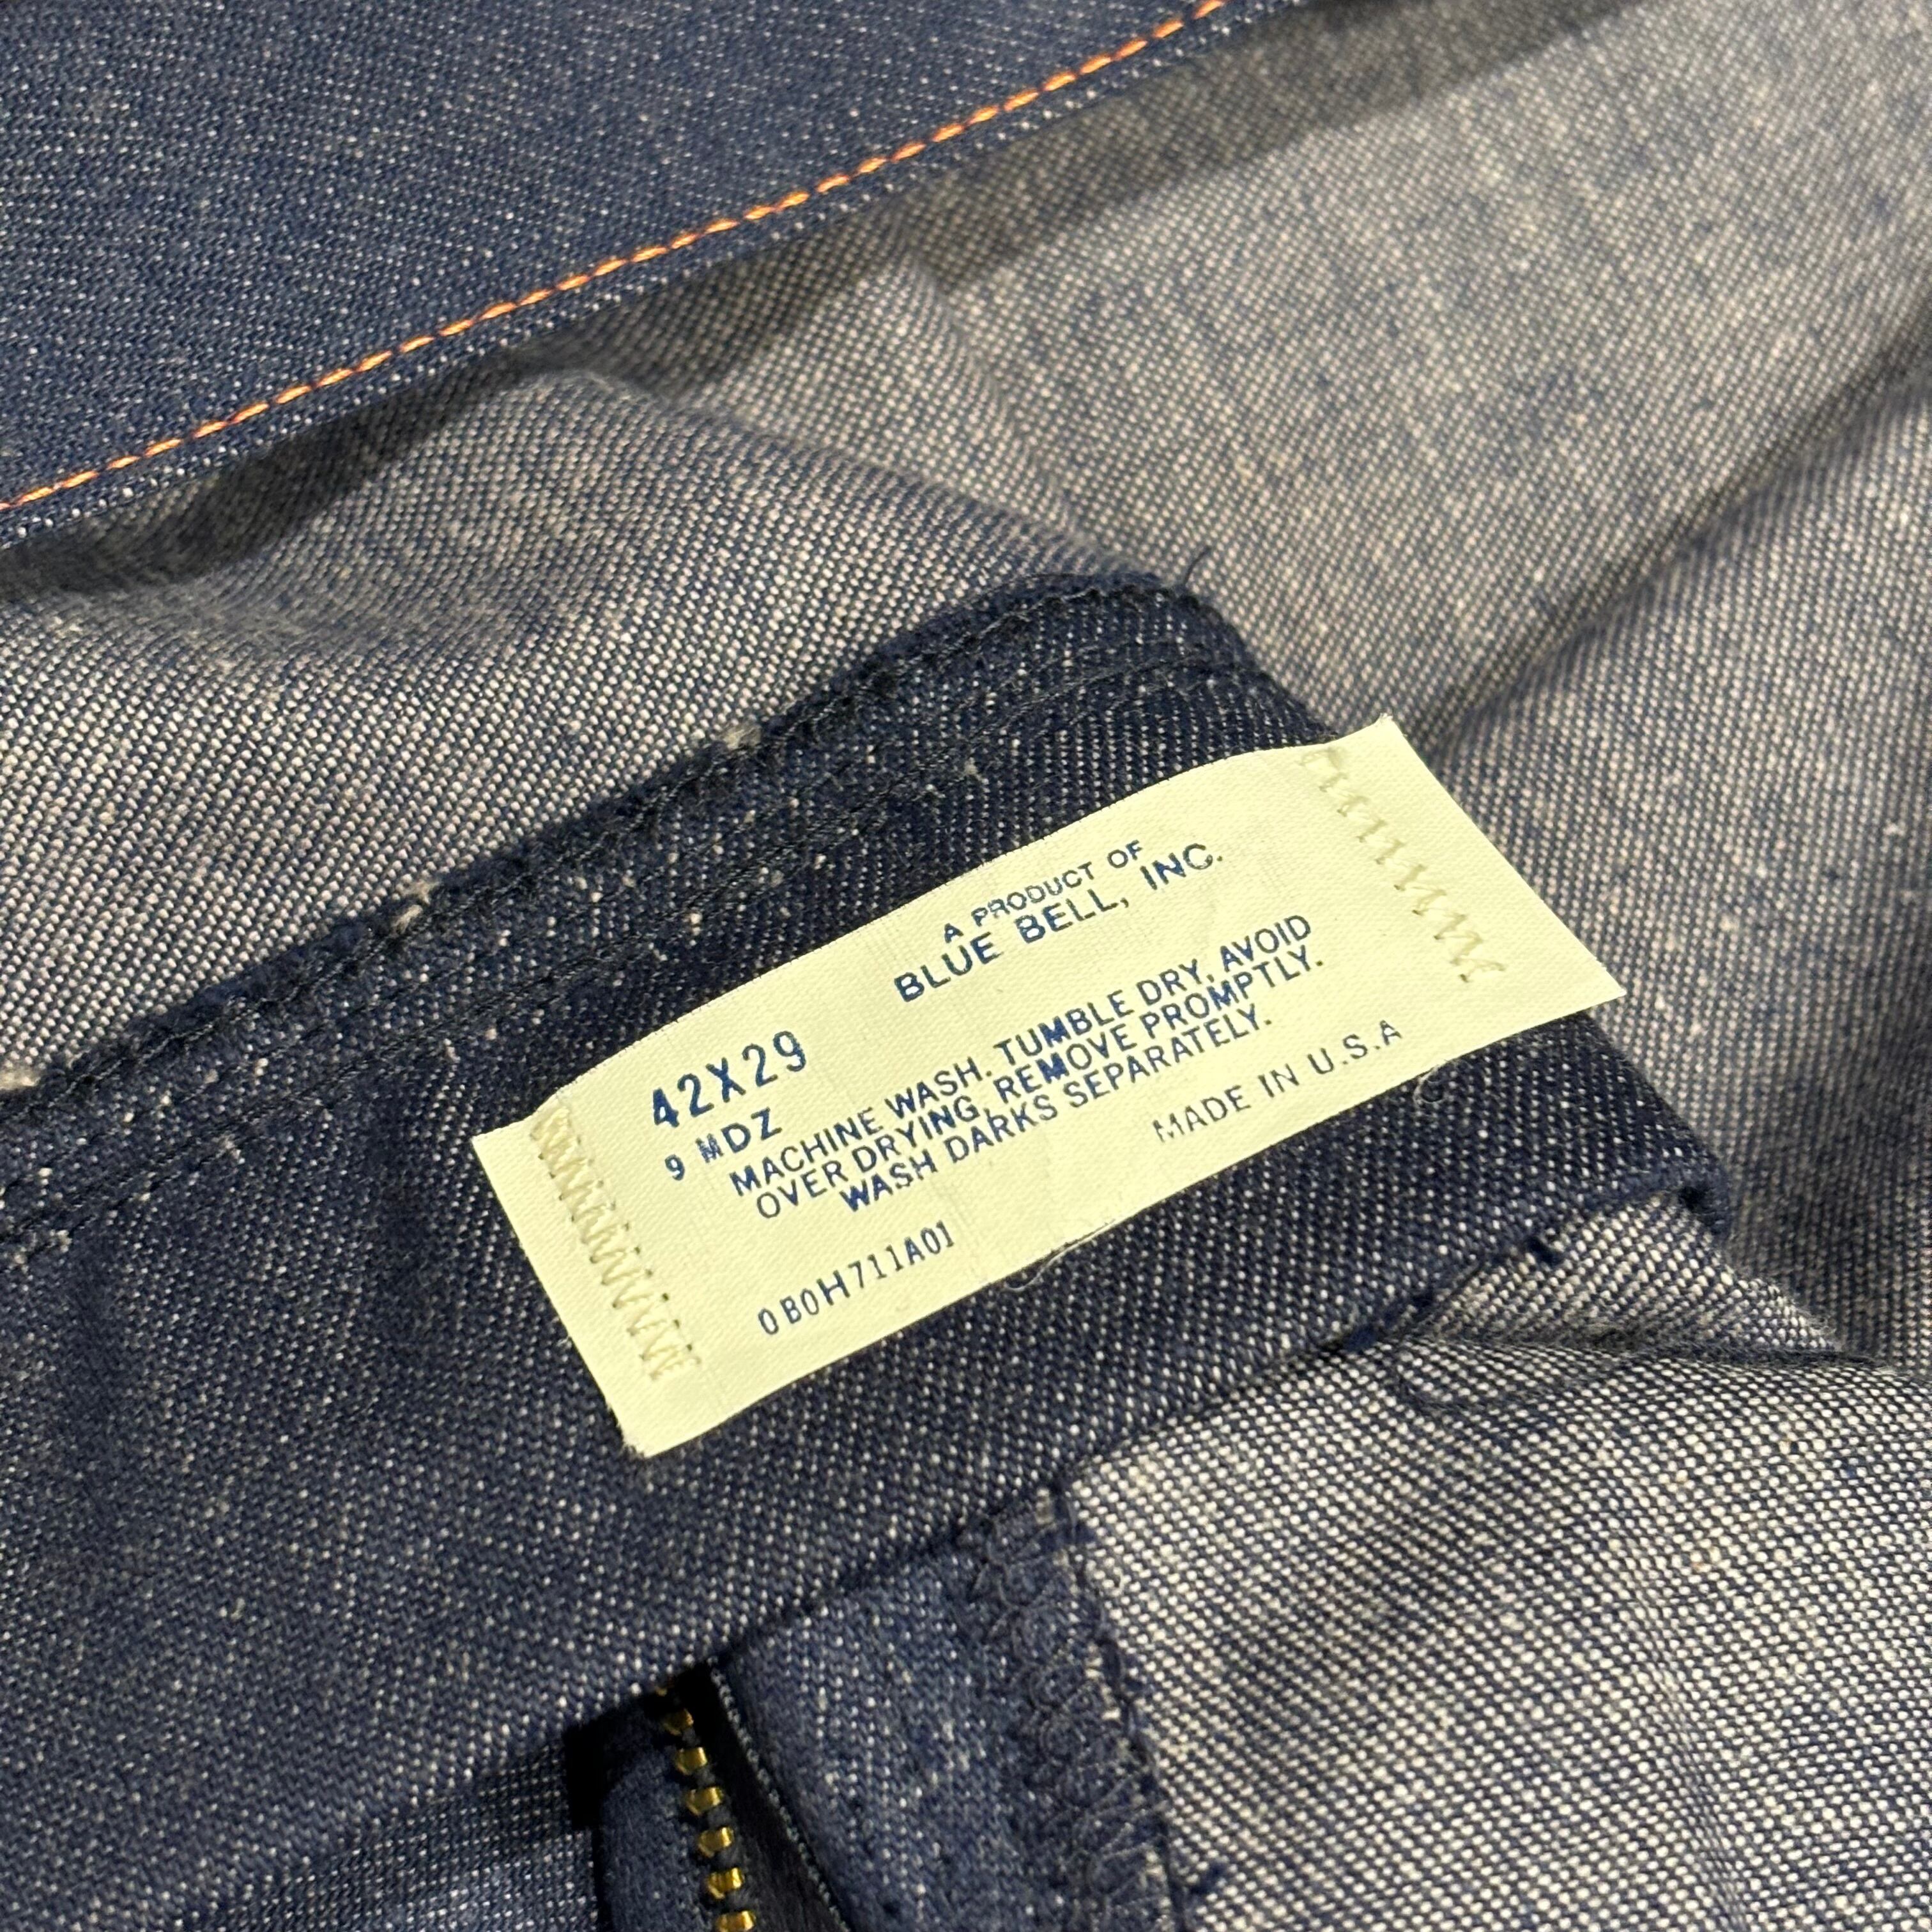 A PRODUCT OF
BLUE BELL, INC.
42X29
9 MDZ
MACHINE WASH. TUMBLE DRY, AVOID
OVER DRYING, REMOVE PROMPTLY.
WASH DARKS SEPARATELY.
MADE IN U.S.A
0B0H711A01